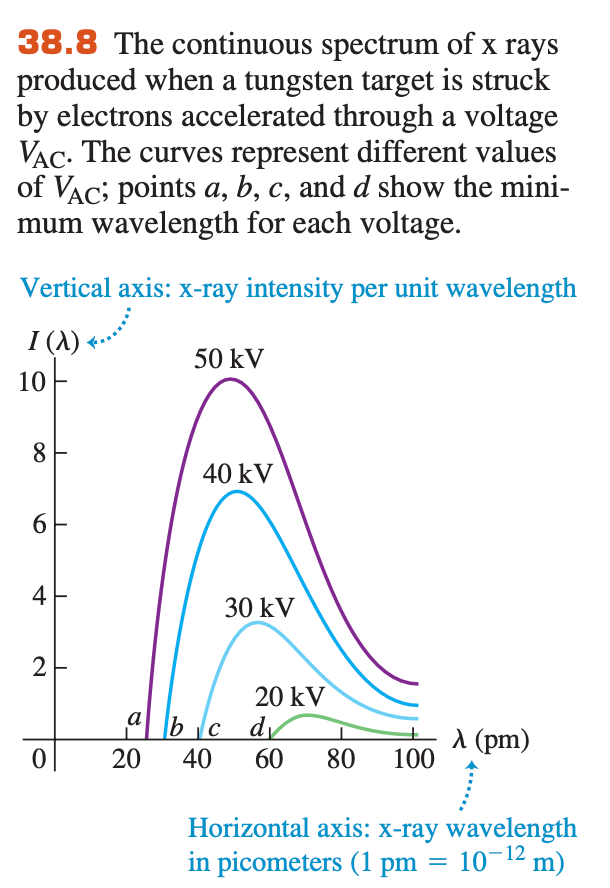 38.8 The continuous spectrum of x rays
produced when a tungsten target is struck
by electrons accelerated through a voltage
VAC. The curves represent different values
of VAC; points a, b, c, and d show the mini-
mum wavelength for each voltage.
Vertical axis: x-ray intensity per unit wavelength
I (λ)
50 kV
10
8
40 kV
6
4
30 kV
2
20 kV
a b c d
λ (pm)
0 20 40 60 80 100
Horizontal axis: x-ray wavelength
in picometers (1 pm = 10⁻¹² m)